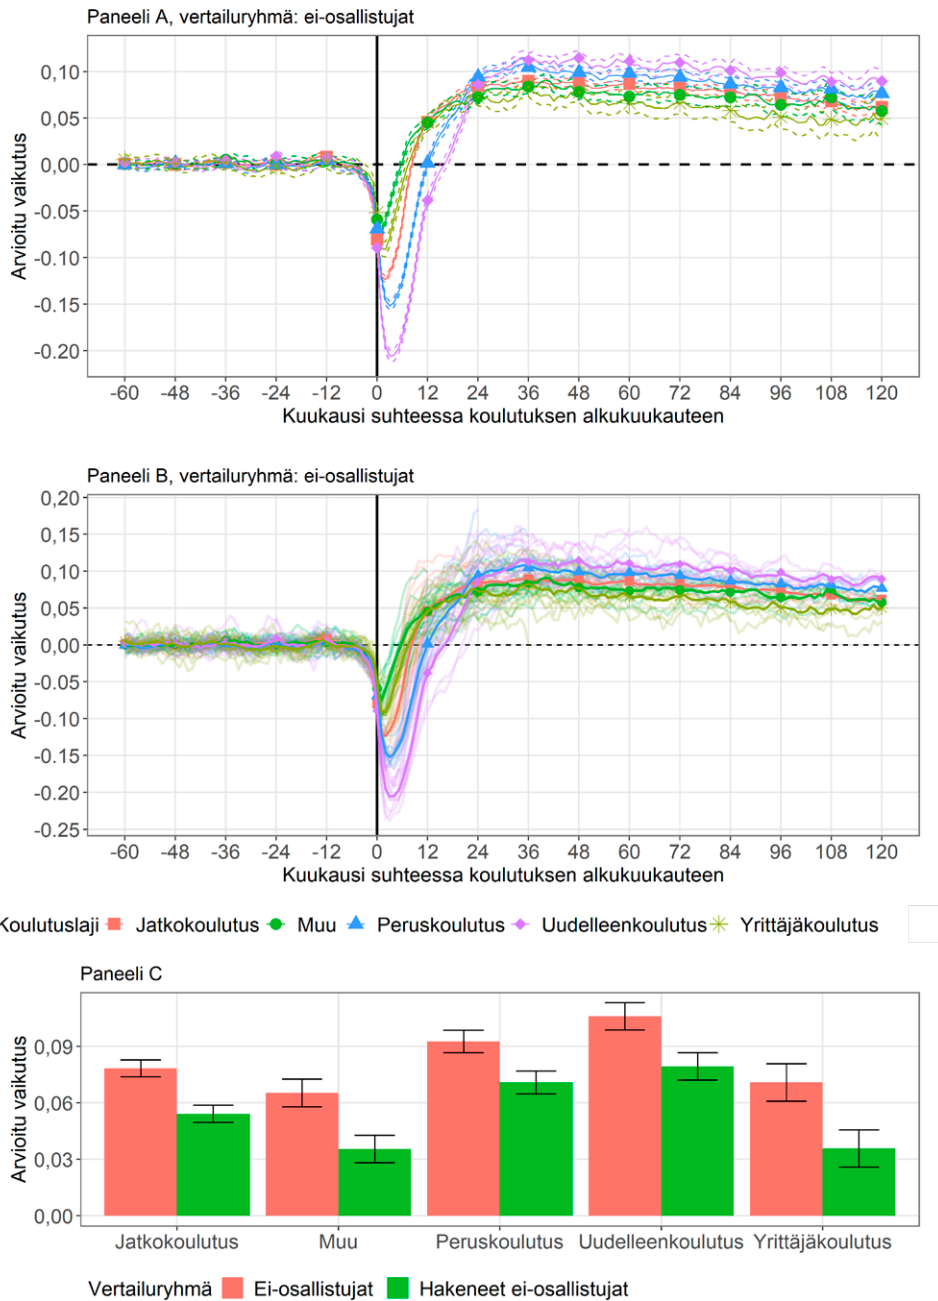 Paneeli A, vertailuryhmä: ei-osallistujat
0,10
0,05
0,00
-0.05
-0.10
-0.15
-0.20
Arvioitu vaikutus
-60 -48 -36 -24 -12 0 12 24 36 48 60 72 84 96 108 120
Kuukausi suhteessa koulutuksen alkukuukauteen
Paneeli B, vertailuryhmä: ei-osallistujat
0,20
0,15
0,10
0,05
0,00
-0.05
-0.10
-0.15
-0.20
-0.25
Arvioitu vaikutus
-60 -48 -36 -24 -12 0 12 24 36 48 60 72 84 96 108 120
Kuukausi suhteessa koulutuksen alkukuukauteen
Koulutuslaji Jatkokoulutus Muu Peruskoulutus Uudelleenkoulutus Yrittäjäkoulutus
Paneeli C
0,09
0,06
0,03
0,00
Arvioitu vaikutus
Jatkokoulutus Muu Peruskoulutus Uudelleenkoulutus Yrittäjäkoulutus
Vertailuryhmä Ei-osallistujat Hakeneet ei-osallistujat